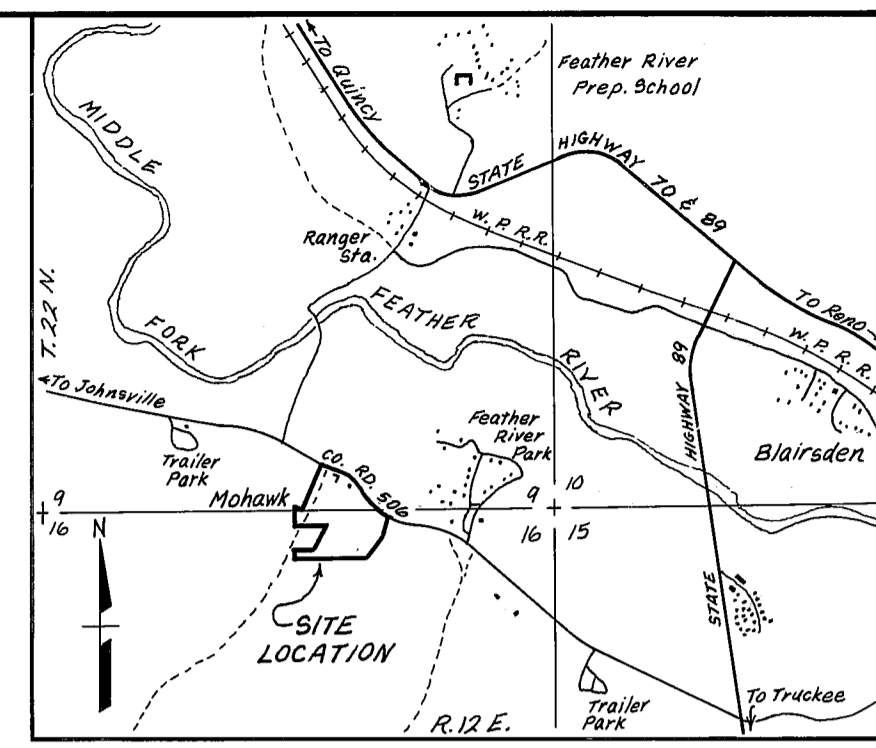 To Quincy
Feather River
Prep. School
MIDDLE
STATE HIGHWAY 70 & 89
W. P. R. R.
Ranger
Sta.
T. 22 N.
FORK
FEATHER
RIVER
To Reno
W. P. R. R.
HIGHWAY 89
To Johnsville
Trailer
Park
Feather
River
Park
Blairsden
CO. RD. 506
Mohawk
9
16
9
10
16
15
N
SITE
LOCATION
STATE
To Truckee
Trailer
Park
R. 12 E.